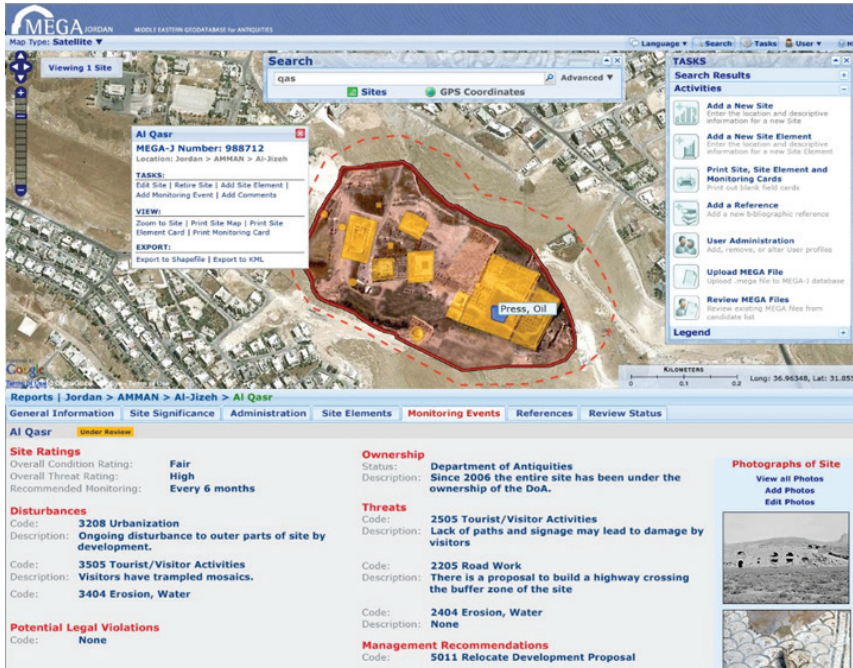 MEGA JORDAN MIDDLE EASTERN GEODATABASE for ANTIQUITIES
Map Type: Satellite ▼
Language ▼ Search Tasks User ▼
Viewing 1 Site
Search
qas
Advanced ▼
Sites GPS Coordinates
Al Qasr
MEGA-J Number: 988712
Location: Jordan > AMMAN > Al-Jizeh
TASKS:
Edit Site | Retire Site | Add Site Element |
Add Monitoring Event | Add Comments
VIEW:
Zoom to Site | Print Site Map | Print Site
Element Card | Print Monitoring Card
EXPORT:
Export to Shapefile | Export to KML
Press, Oil
TASKS
Search Results
Activities
Add a New Site
Enter the location and descriptive
information for a new Site
Add a New Site Element
Enter the location and descriptive
information for a new Site Element
Print Site, Site Element and
Monitoring Cards
Print out blank field cards
Add a Reference
Add a new bibliographic reference
User Administration
Add, remove, or alter User profiles
Upload MEGA File
Upload .mega file to MEGA-J database
Review MEGA Files
Review existing MEGA files from
candidate list
Legend
Google
KILOMETERS
0 0.1 0.2
Long: 36.96348, Lat: 31.855
Reports | Jordan > AMMAN > Al-Jizeh > Al Qasr
General Information Site Significance Administration Site Elements Monitoring Events References Review Status
Al Qasr Under Review
Site Ratings
Overall Condition Rating: Fair
Overall Threat Rating: High
Recommended Monitoring: Every 6 months
Disturbances
Code: 3208 Urbanization
Description: Ongoing disturbance to outer parts of site by
development.
Code: 3505 Tourist/Visitor Activities
Description: Visitors have trampled mosaics.
Code: 3404 Erosion, Water
Potential Legal Violations
Code: None
Ownership
Status: Department of Antiquities
Description: Since 2006 the entire site has been under the
ownership of the DoA.
Threats
Code: 2505 Tourist/Visitor Activities
Description: Lack of paths and signage may lead to damage by
visitors
Code: 2205 Road Work
Description: There is a proposal to build a highway crossing
the buffer zone of the site
Code: 2404 Erosion, Water
Description: None
Management Recommendations
Code: 5011 Relocate Development Proposal
Photographs of Site
View all Photos
Add Photos
Edit Photos